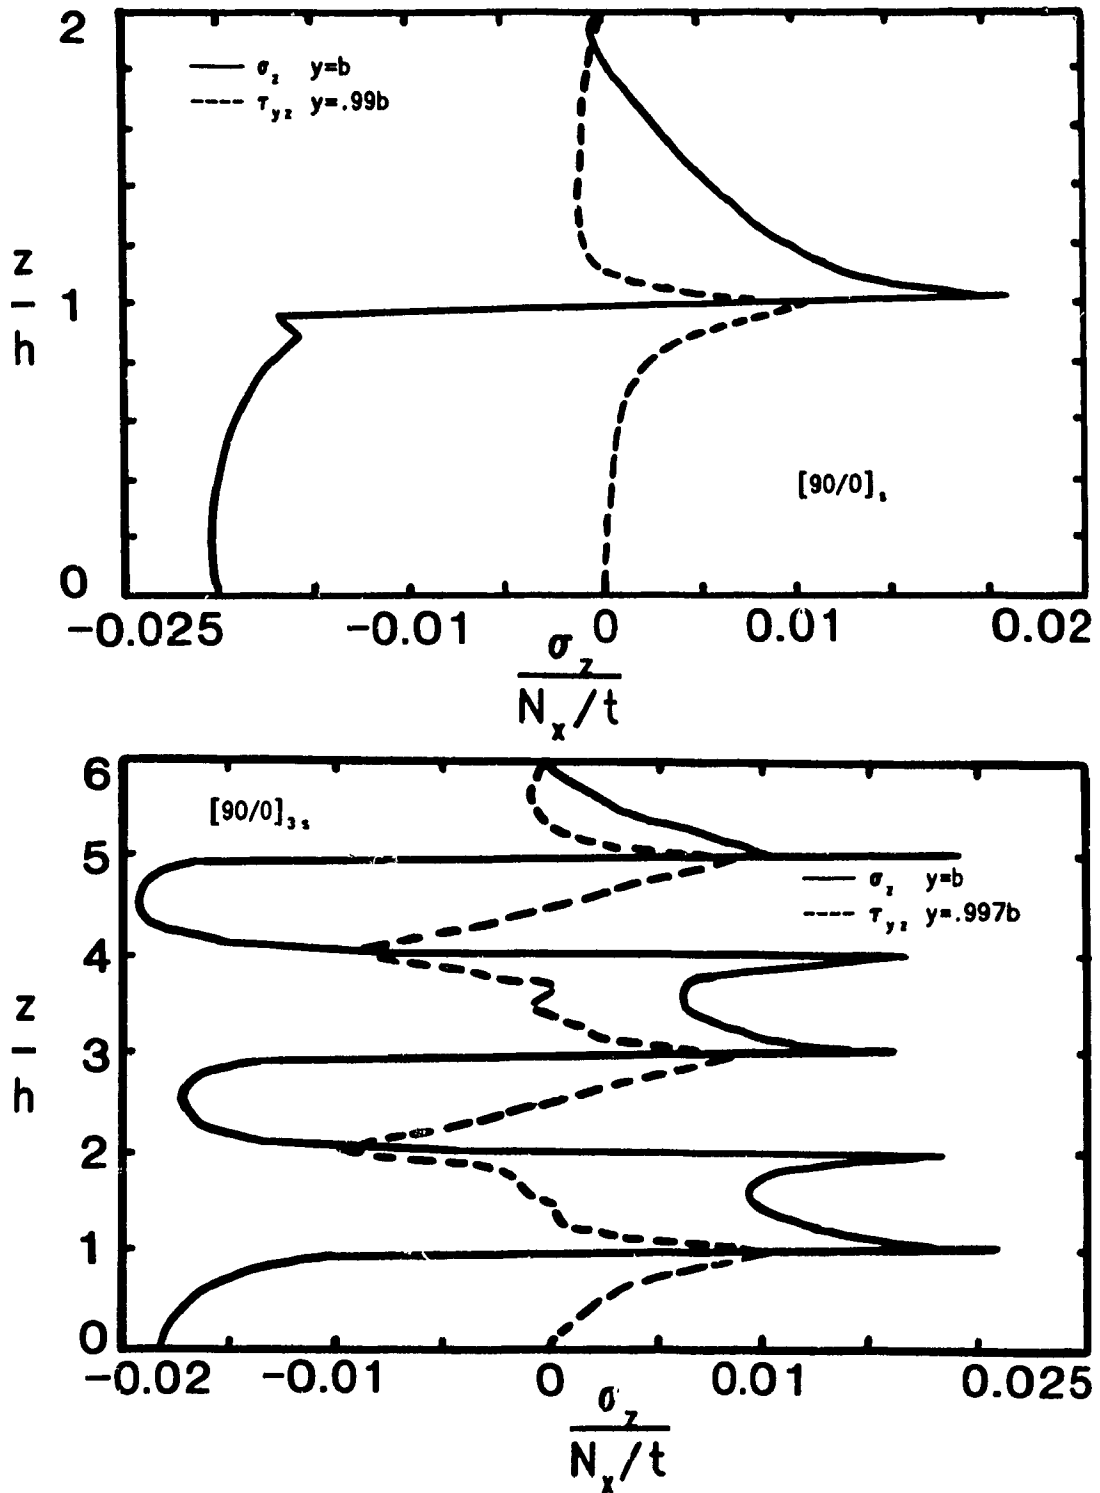 2
σz y=b
τyz y=.99b
z
1
h
[90/0]s
0
-0.025 -0.01 0 0.01 0.02
σz
Nx/t
6
[90/0]3s
5
σz y=b
τyz y=.997b
4
z
3
h
2
1
0
-0.02 -0.01 0 0.01 0.025
σz
Nx/t